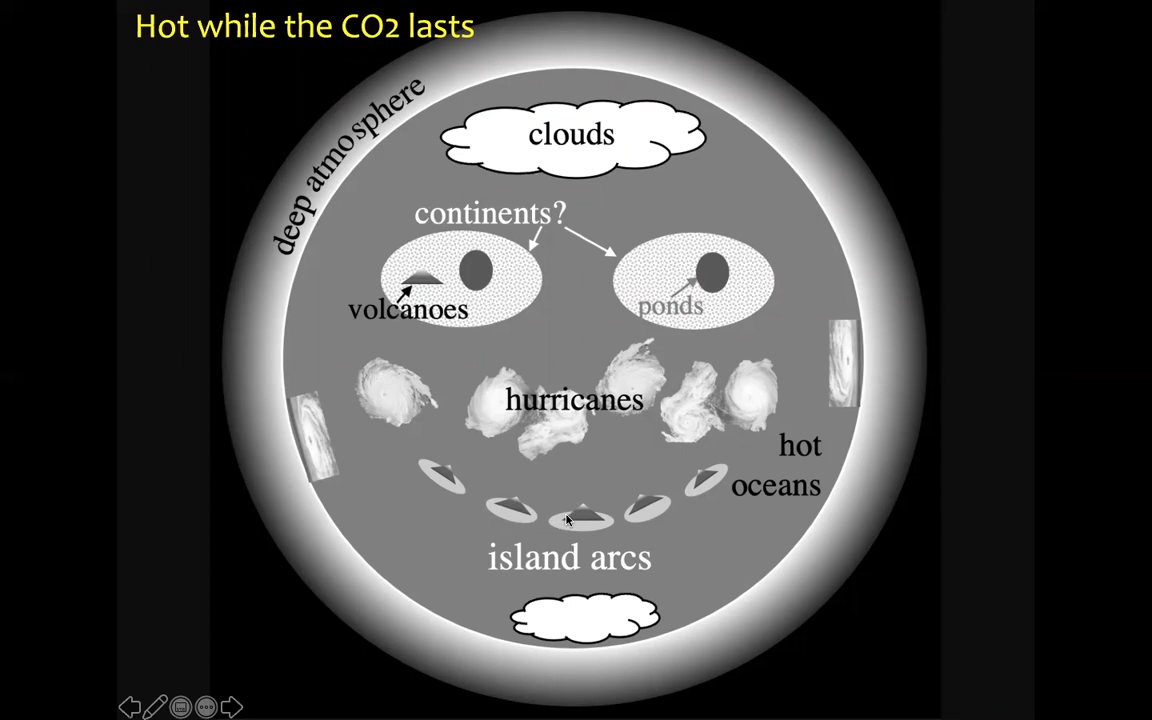 Hot while the CO2 lasts
deep atmosphere
clouds
continents?
volcanoes
ponds
hurricanes
hot
oceans
island arcs